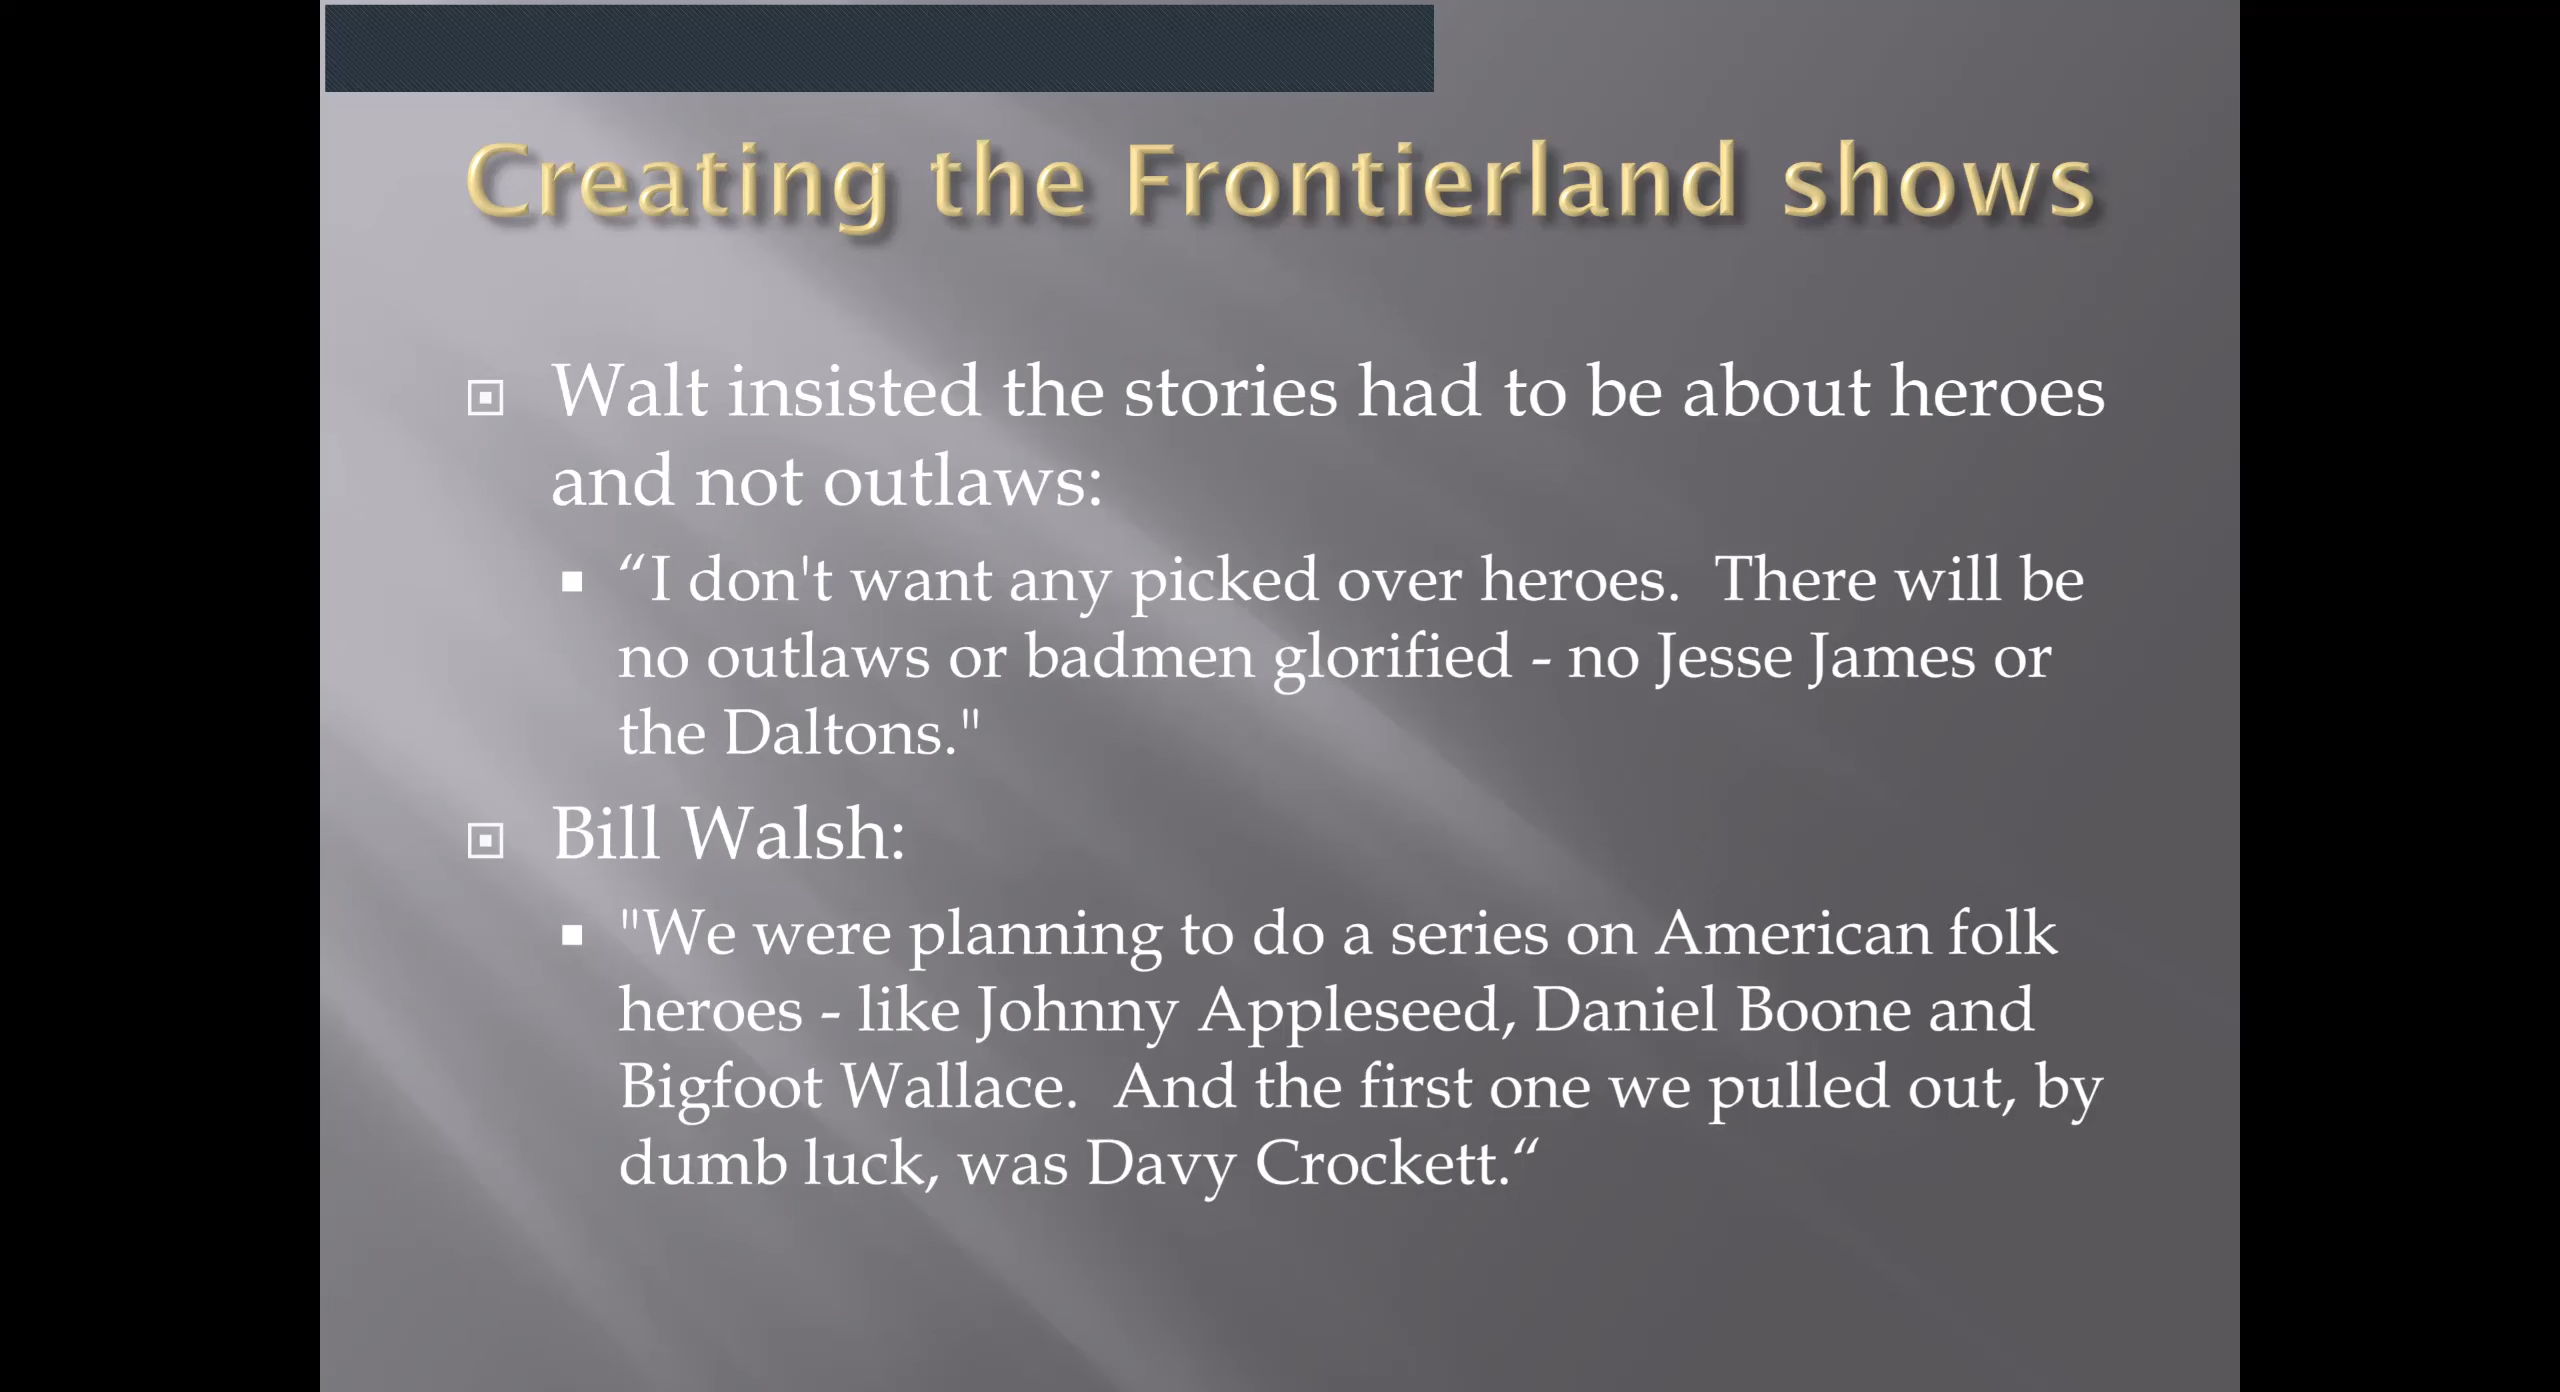 Creating the Frontierland shows
Walt insisted the stories had to be about heroes
and not outlaws:
“I don't want any picked over heroes.  There will be
no outlaws or badmen glorified - no Jesse James or
the Daltons."
Bill Walsh:
"We were planning to do a series on American folk
heroes - like Johnny Appleseed, Daniel Boone and
Bigfoot Wallace.  And the first one we pulled out, by
dumb luck, was Davy Crockett.“